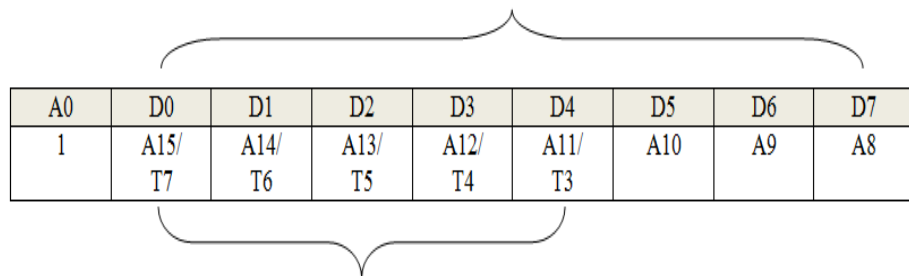 A0 D0 D1 D2 D3 D4 D5 D6 D7
1 A15/ A14/ A13/ A12/ A11/ A10 A9 A8
T7 T6 T5 T4 T3